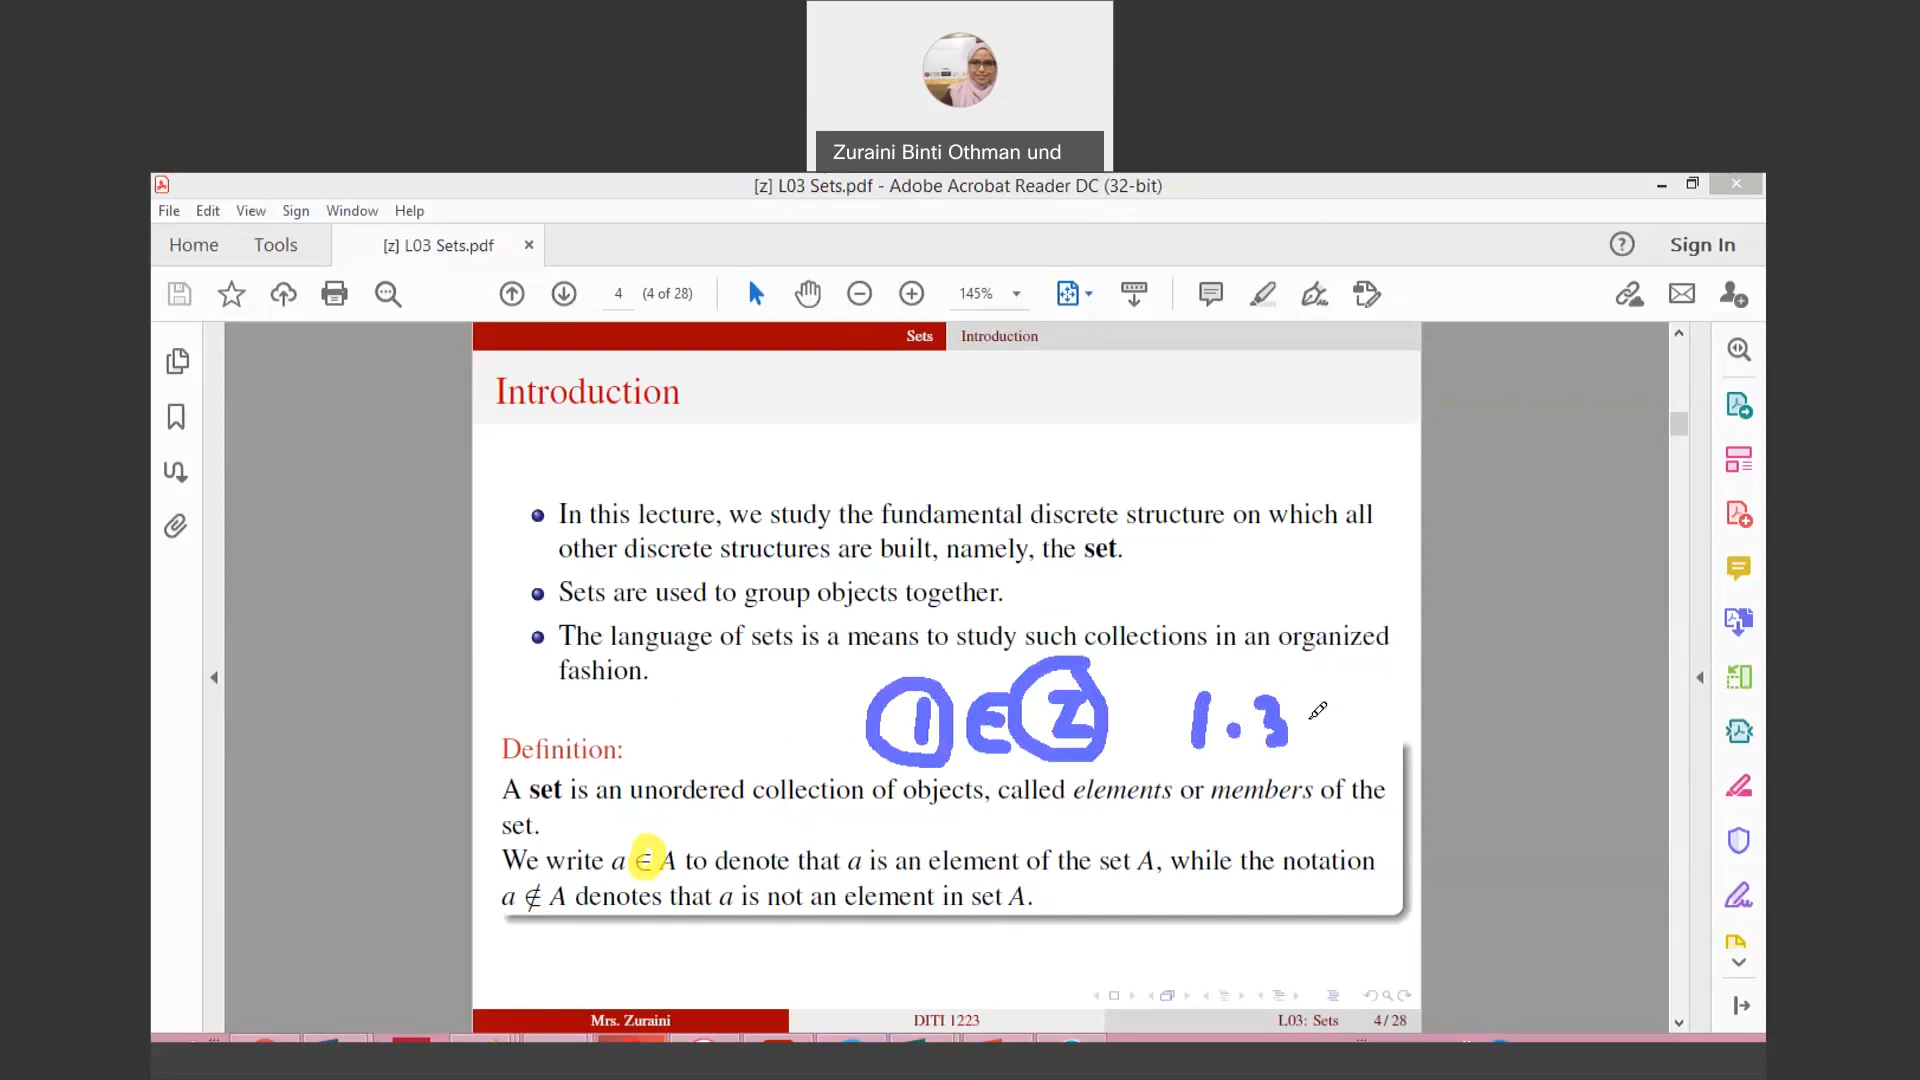 Zuraini Binti Othman und
[z] L03 Sets.pdf - Adobe Acrobat Reader DC (32-bit)
File Edit View Sign Window Help
Home Tools [z] L03 Sets.pdf × Sign In
4 (4 of 28) 145%
Sets Introduction
Introduction
In this lecture, we study the fundamental discrete structure on which all
other discrete structures are built, namely, the set.
Sets are used to group objects together.
The language of sets is a means to study such collections in an organized
fashion.
1 ∈ Z 1.3
Definition:
A set is an unordered collection of objects, called elements or members of the
set.
We write a ∈ A to denote that a is an element of the set A, while the notation
a ∉ A denotes that a is not an element in set A.
Mrs. Zuraini DITI 1223 L03: Sets 4/28